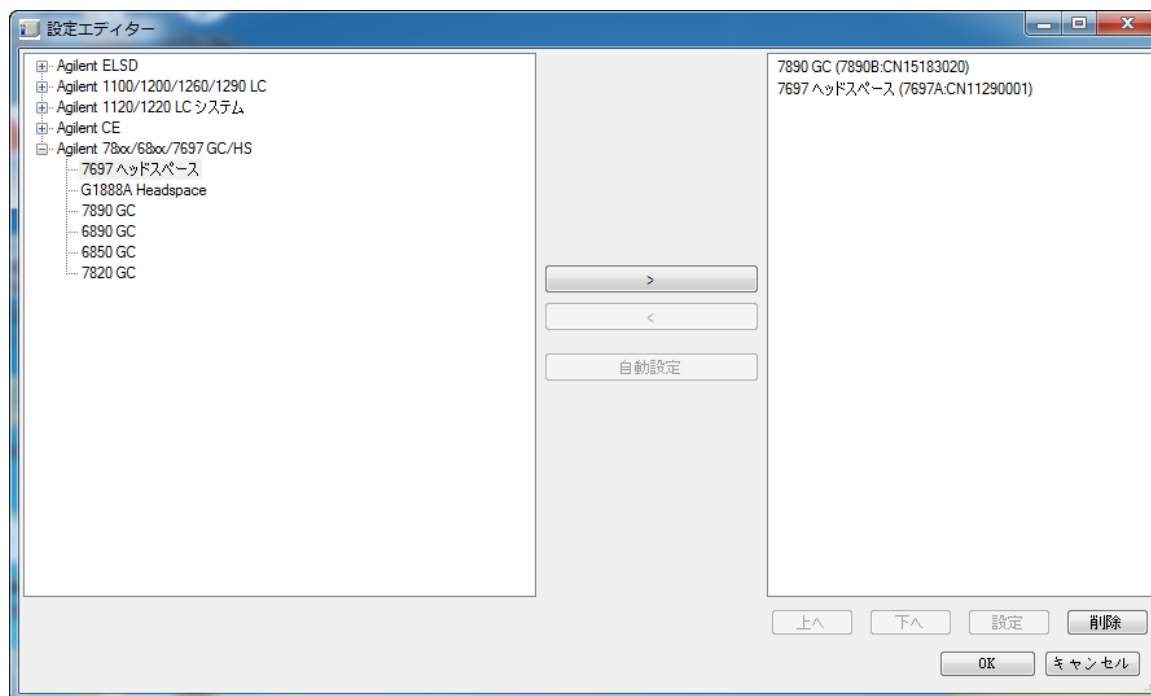 設定エディター
Agilent ELSD
Agilent 1100/1200/1260/1290 LC
Agilent 1120/1220 LC システム
Agilent CE
Agilent 78xx/68xx/7697 GC/HS
7697 ヘッドスペース
G1888A Headspace
7890 GC
6890 GC
6850 GC
7820 GC
>
<
自動設定
7890 GC (7890B:CN15183020)
7697 ヘッドスペース (7697A:CN11290001)
上へ
下へ
設定
削除
OK
キャンセル